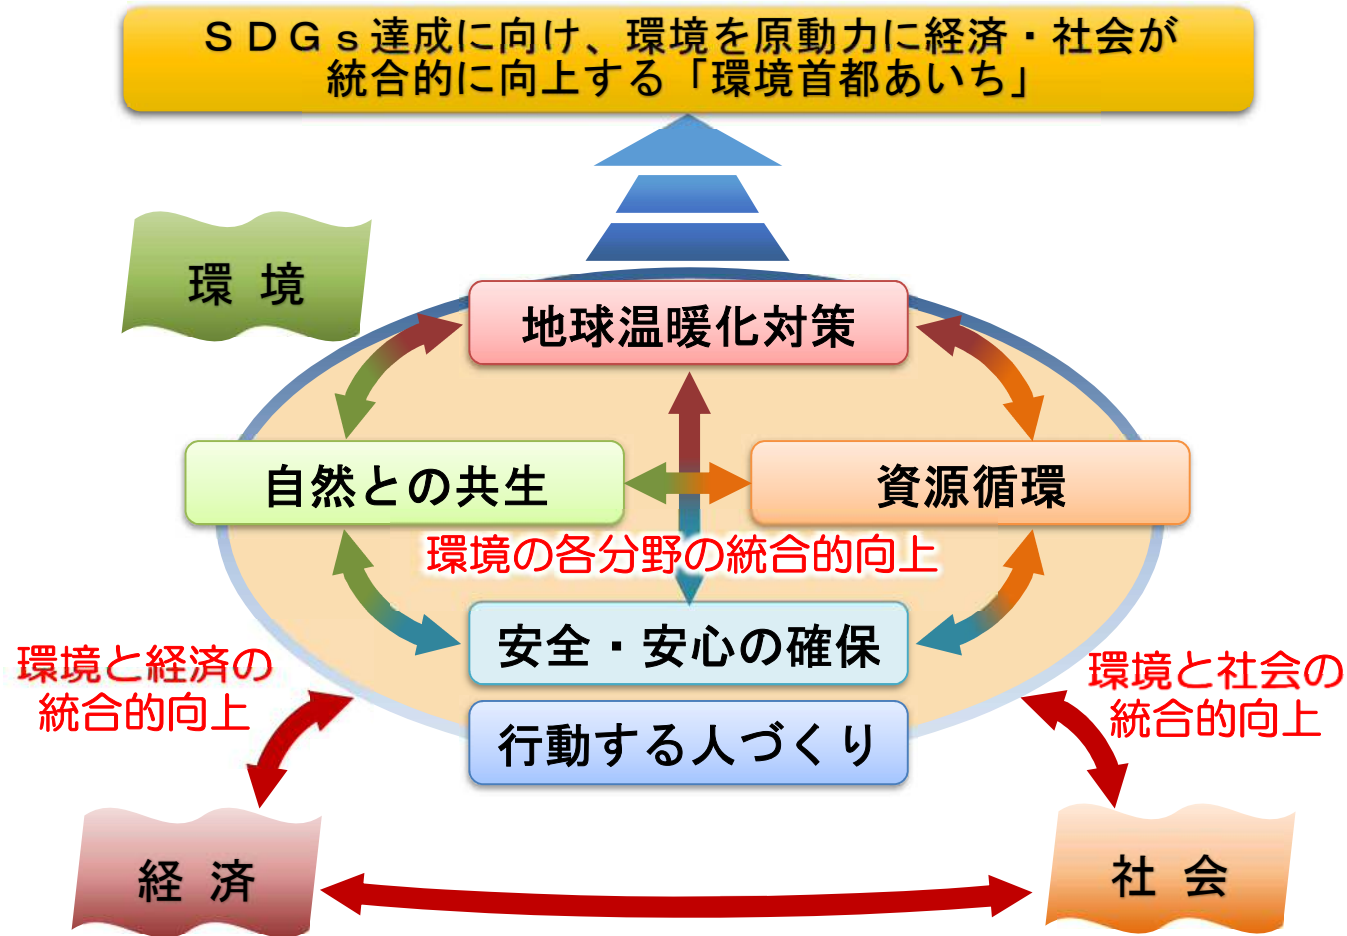 ＳＤＧｓ達成に向け、環境を原動力に経済・社会が
統合的に向上する「環境首都あいち」
環 境
地球温暖化対策
自然との共生
資源循環
環境の各分野の統合的向上
安全・安心の確保
行動する人づくり
環境と経済の
統合的向上
環境と社会の
統合的向上
経 済
社 会